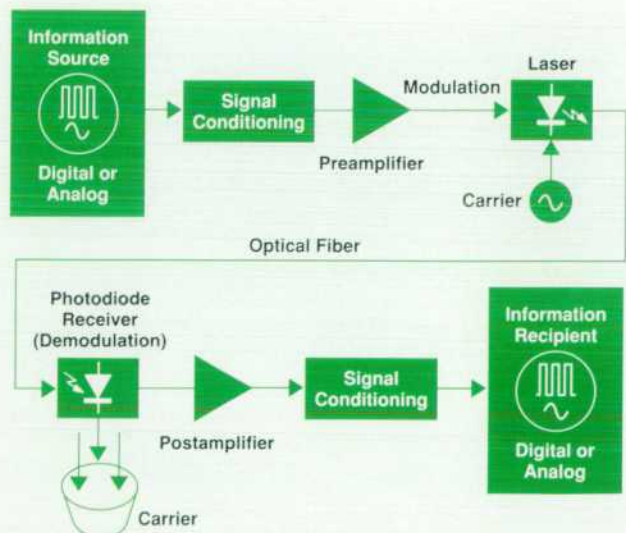 Information
Source
Digital or
Analog
Signal
Conditioning
Preamplifier
Modulation
Laser
Carrier
Optical Fiber
Photodiode
Receiver
(Demodulation)
Carrier
Postamplifier
Signal
Conditioning
Information
Recipient
Digital or
Analog